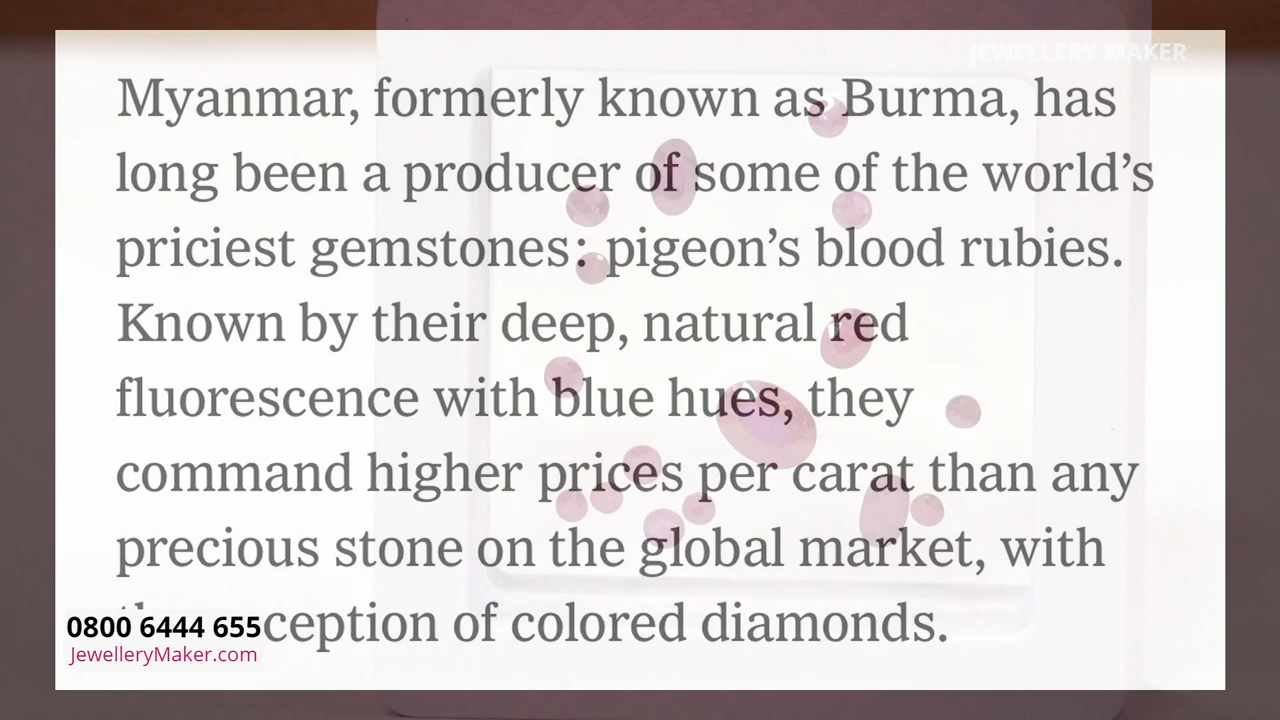 JEWELLERY MAKER
Myanmar, formerly known as Burma, has
long been a producer of some of the world’s
priciest gemstones: pigeon’s blood rubies.
Known by their deep, natural red
fluorescence with blue hues, they
command higher prices per carat than any
precious stone on the global market, with
ception of colored diamonds.
0800 6444 655
JewelleryMaker.com